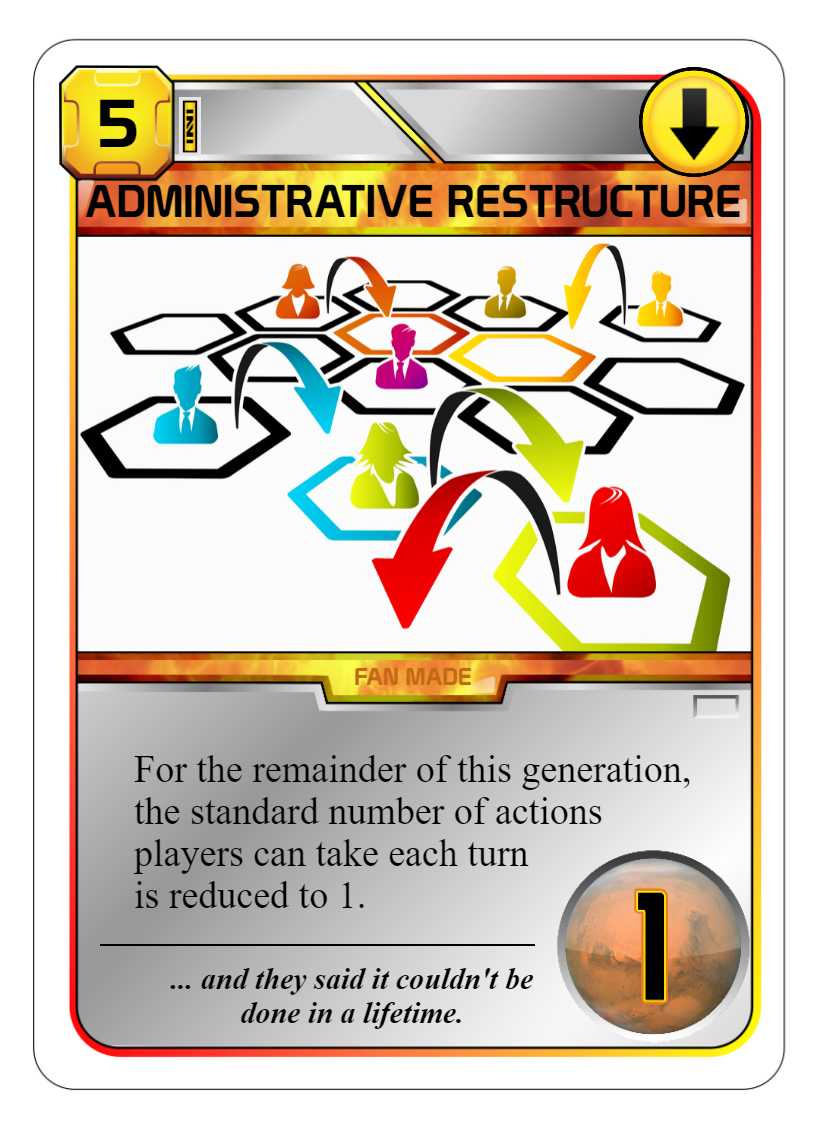 5
ADMINISTRATIVE RESTRUCTURE
FAN MADE
For the remainder of this generation,
the standard number of actions
players can take each turn
is reduced to 1.
1
... and they said it couldn't be
done in a lifetime.